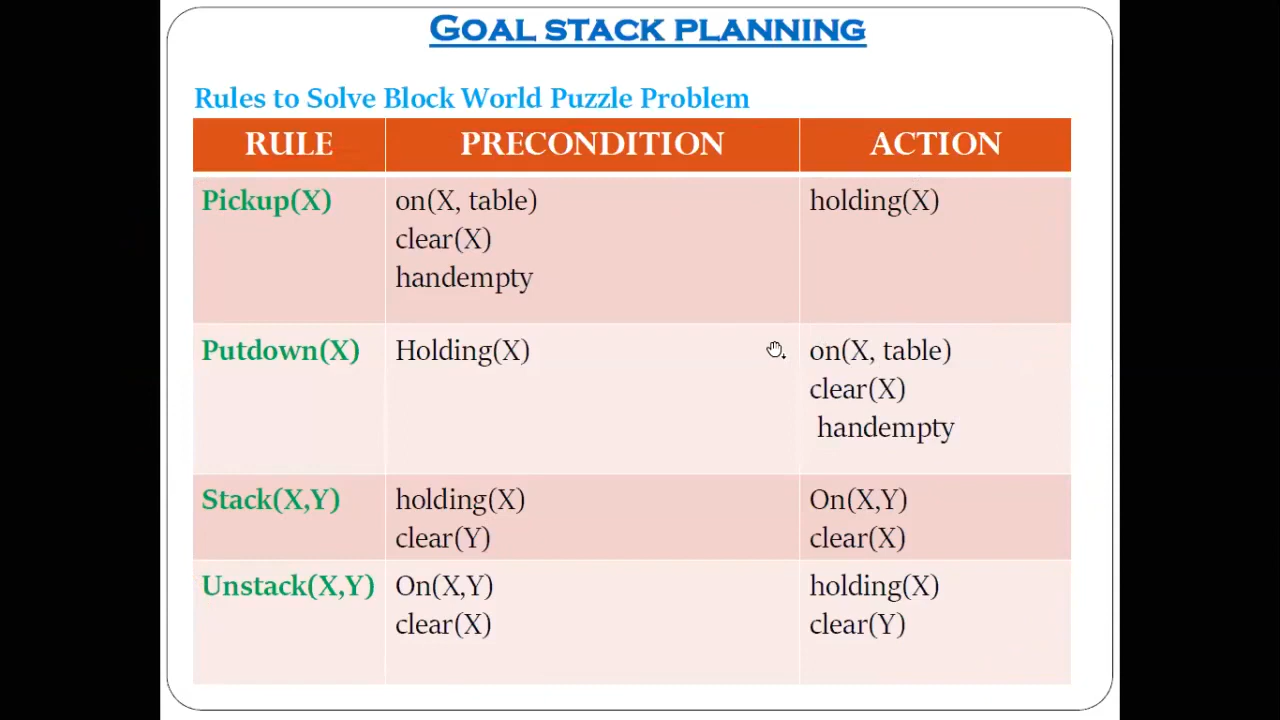 GOAL STACK PLANNING
Rules to Solve Block World Puzzle Problem
RULE PRECONDITION ACTION
Pickup(X) on(X, table) holding(X)
clear(X)
handempty
Putdown(X) Holding(X) on(X, table)
clear(X)
handempty
Stack(X,Y) holding(X) On(X,Y)
clear(Y) clear(X)
Unstack(X,Y) On(X,Y) holding(X)
clear(X) clear(Y)